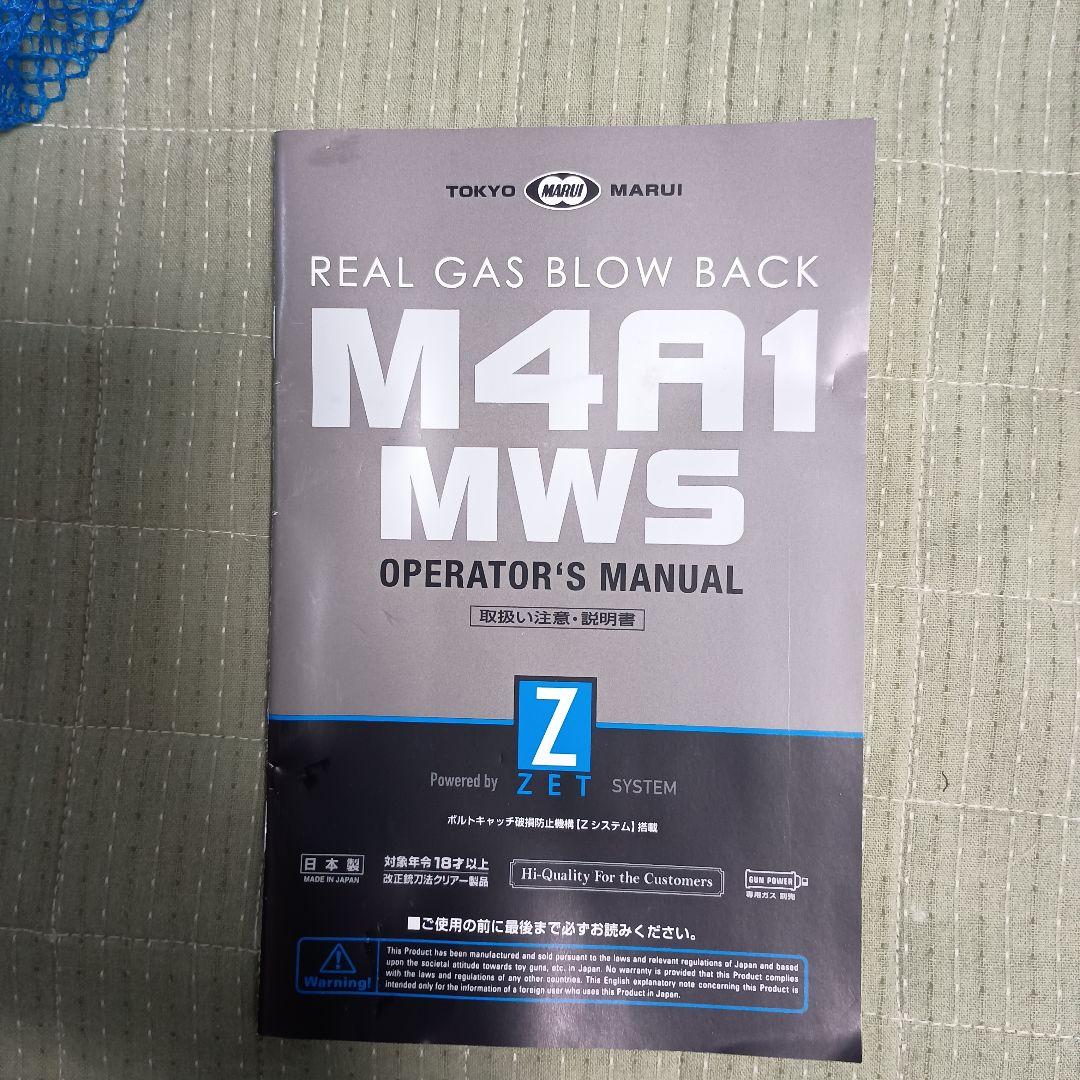 TOKYO MARUI MARUI
REAL GAS BLOW BACK
M4A1
MWS
OPERATOR‘S MANUAL
取扱い注意・説明書
Z
Powered by ZET SYSTEM
ボルトキャッチ破損防止機構【Z システム】搭載
日本製
MADE IN JAPAN
対象年令18才以上
改正銃刀法クリアー製品
Hi-Quality For the Customers
GUN POWER
専用ガス 別売
■ご使用の前に最後まで必ずお読みください。
Warning!
This Product has been manufactured and sold pursuant to the laws and relevant regulations of Japan and based
upon the societal attitude towards toy guns, etc. in Japan. No warranty is provided that this Product complies
with the laws and regulations of any other countries. This English explanatory note concerning this Product is
intended only for the information of a foreign user who uses this Product in Japan.